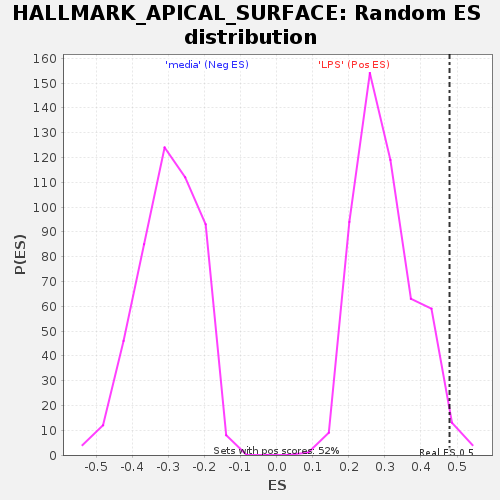 HALLMARK_APICAL_SURFACE: Random ES
distribution
'media' (Neg ES)
'LPS' (Pos ES)
160
150
140
130
120
110
100
90
80
70
60
50
40
30
20
10
0
P(ES)
Sets with pos scores: 52%
Real ES 0.5
-0.5 -0.4 -0.3 -0.2 -0.1 0.0 0.1 0.2 0.3 0.4 0.5
ES